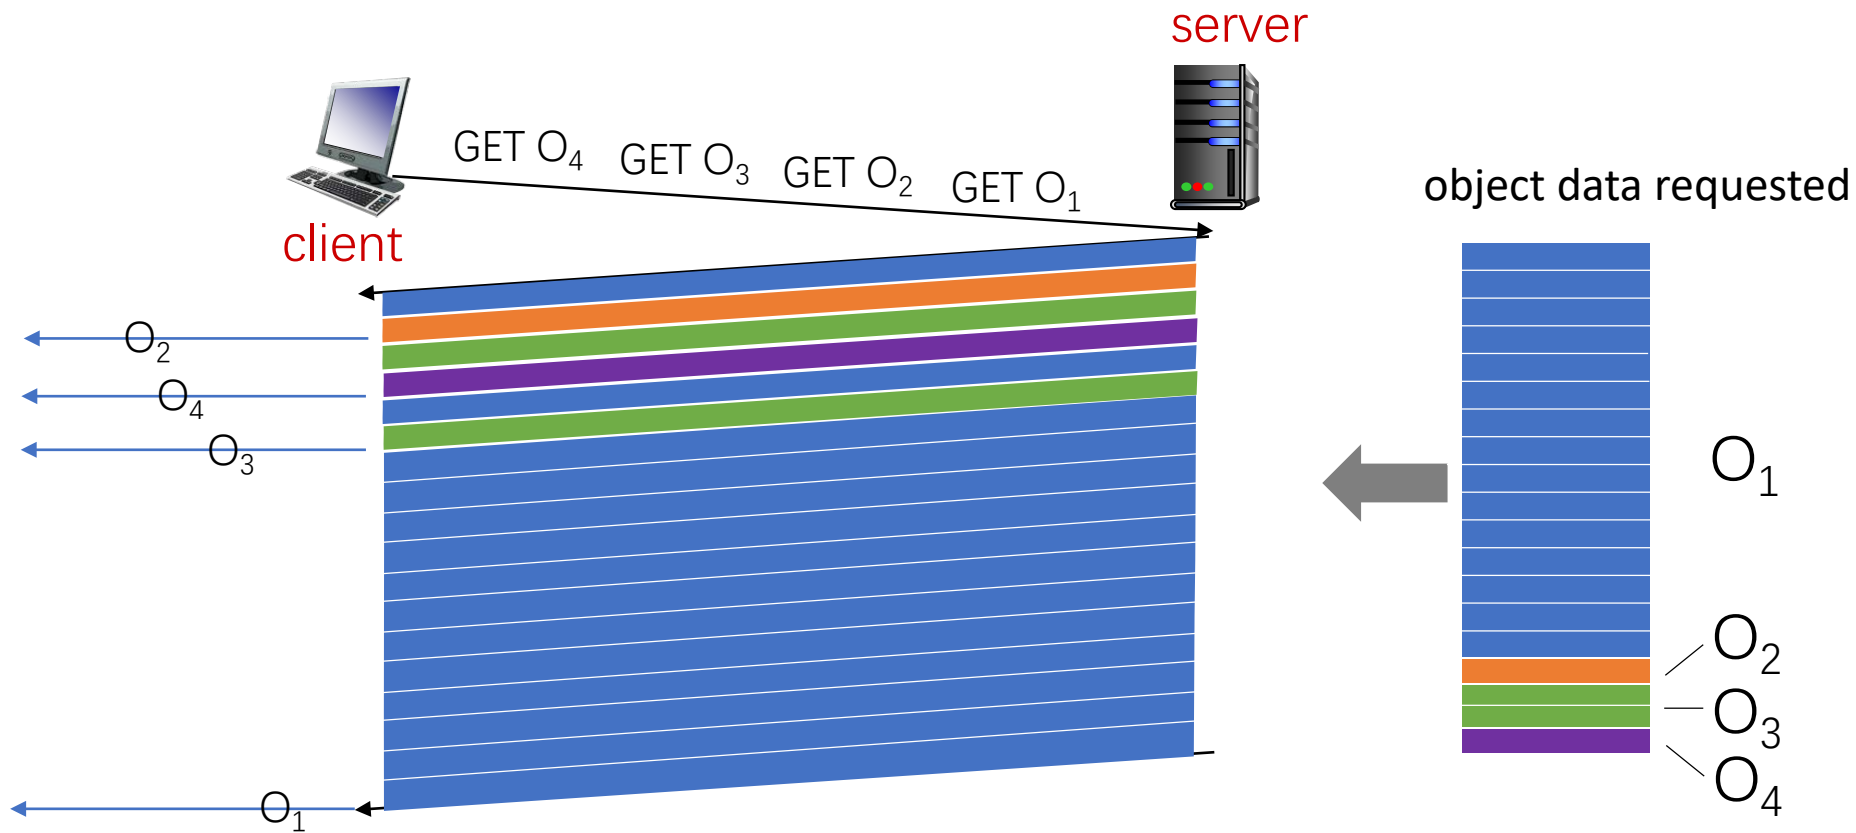 server
GET O₄ GET O₃ GET O₂ GET O₁
object data requested
client
O₂
O₄
O₃
O₁
O₂
O₃
O₄
O₁